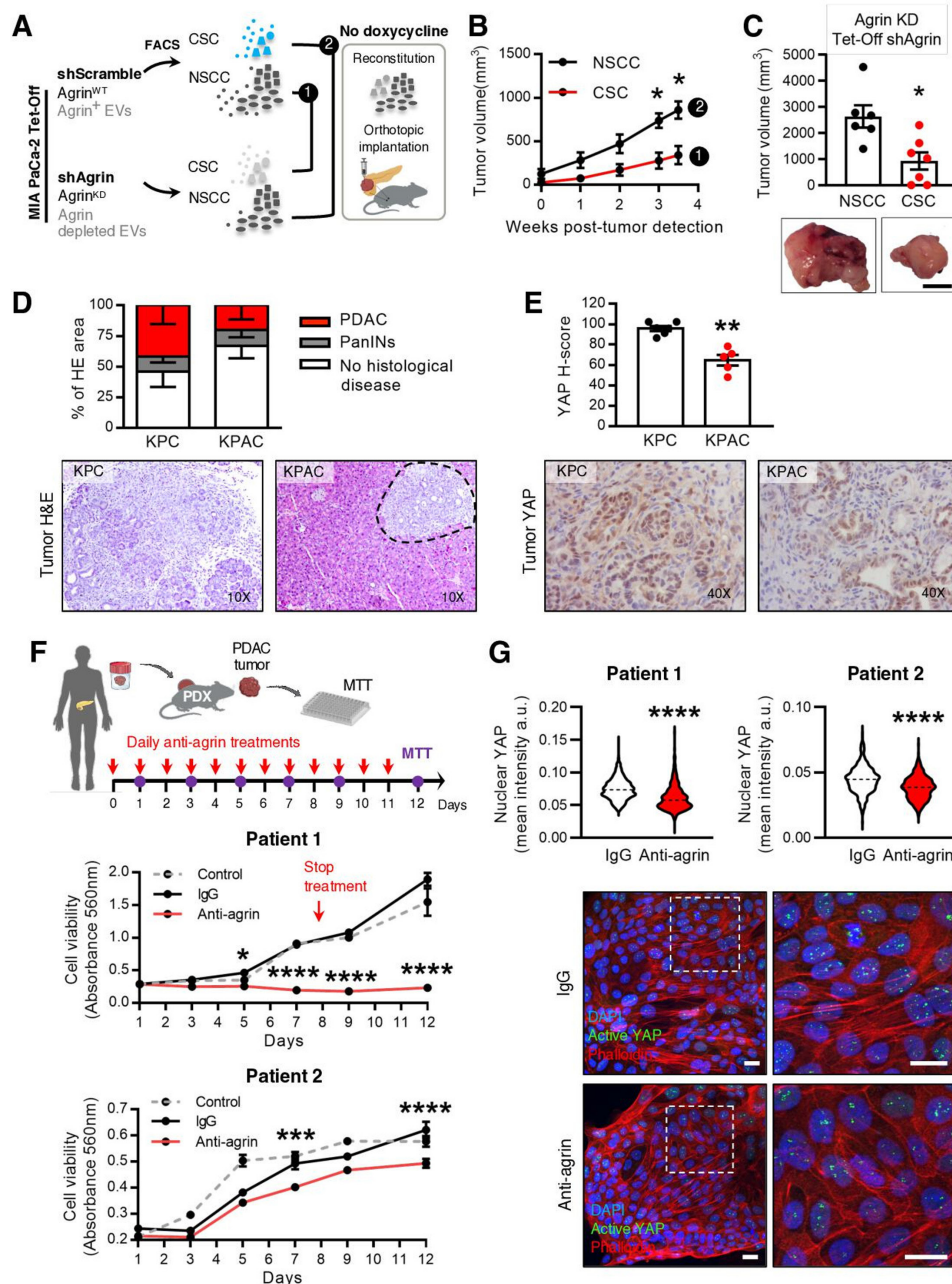 A
FACS
CSC
NSCC
shScramble
Agrin^WT
Agrin^+ EVs
MIA PaCa-2 Tet-Off
shAgrin
Agrin^KD
Agrin
depleted EVs
CSC
NSCC
1
2
No doxycycline
Reconstitution
Orthotopic
implantation
B
Tumor volume(mm³)
1500
1000
500
0
NSCC
CSC
*
*
2
1
0 1 2 3 4
Weeks post-tumor detection
C
Agrin KD
Tet-Off shAgrin
Tumor volume (mm³)
5000
4000
3000
2000
1000
0
*
NSCC CSC
D
% of HE area
100
75
50
25
0
KPC KPAC
PDAC
PanINs
No histological
disease
Tumor H&E
KPC
10X
KPAC
10X
E
YAP H-score
120
100
80
60
40
20
0
**
KPC KPAC
Tumor YAP
KPC
40X
KPAC
40X
F
PDX
PDAC
tumor
MTT
Daily anti-agrin treatments
MTT
0 1 2 3 4 5 6 7 8 9 10 11 12 Days
Patient 1
Cell viability
(Absorbance 560nm)
2.0
1.5
1.0
0.5
0.0
Control
IgG
Anti-agrin
Stop
treatment
*
****
****
****
1 2 3 4 5 6 7 8 9 10 11 12
Days
Patient 2
Cell viability
(Absorbance 560nm)
0.7
0.6
0.5
0.4
0.3
0.2
Control
IgG
Anti-agrin
***
****
1 2 3 4 5 6 7 8 9 10 11 12
Days
G
Patient 1
Nuclear YAP
(mean intensity a.u.)
0.20
0.15
0.10
0.05
0.00
****
IgG Anti-agrin
Patient 2
Nuclear YAP
(mean intensity a.u.)
0.10
0.05
0.00
****
IgG Anti-agrin
IgG
DAPI
Active YAP
Phalloidin
Anti-agrin
DAPI
Active YAP
Phalloidin